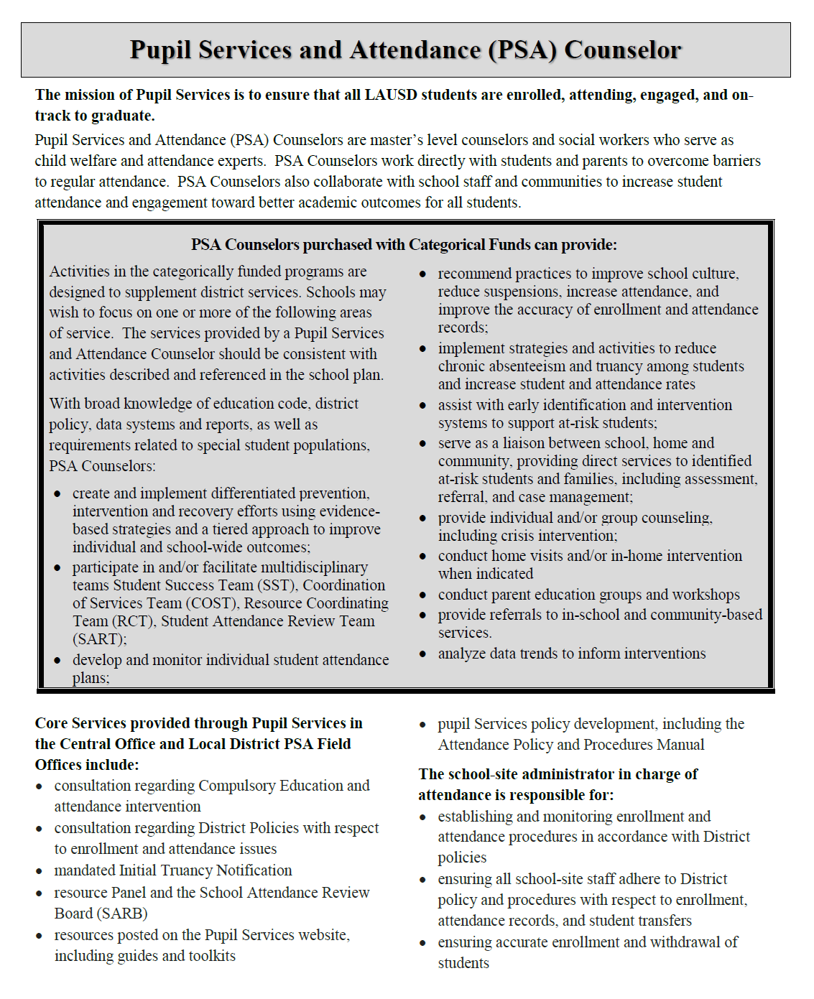 Pupil Services and Attendance (PSA) Counselor
The mission of Pupil Services is to ensure that all LAUSD students are enrolled, attending, engaged, and on-
track to graduate.
Pupil Services and Attendance (PSA) Counselors are master’s level counselors and social workers who serve as
child welfare and attendance experts.  PSA Counselors work directly with students and parents to overcome barriers
to regular attendance.  PSA Counselors also collaborate with school staff and communities to increase student
attendance and engagement toward better academic outcomes for all students.
PSA Counselors purchased with Categorical Funds can provide:
Activities in the categorically funded programs are
designed to supplement district services. Schools may
wish to focus on one or more of the following areas
of service.  The services provided by a Pupil Services
and Attendance Counselor should be consistent with
activities described and referenced in the school plan.
With broad knowledge of education code, district
policy, data systems and reports, as well as
requirements related to special student populations,
PSA Counselors:
● create and implement differentiated prevention,
intervention and recovery efforts using evidence-
based strategies and a tiered approach to improve
individual and school-wide outcomes;
● participate in and/or facilitate multidisciplinary
teams Student Success Team (SST), Coordination
of Services Team (COST), Resource Coordinating
Team (RCT), Student Attendance Review Team
(SART);
● develop and monitor individual student attendance
plans;
● recommend practices to improve school culture,
reduce suspensions, increase attendance, and
improve the accuracy of enrollment and attendance
records;
● implement strategies and activities to reduce
chronic absenteeism and truancy among students
and increase student and attendance rates
● assist with early identification and intervention
systems to support at-risk students;
● serve as a liaison between school, home and
community, providing direct services to identified
at-risk students and families, including assessment,
referral, and case management;
● provide individual and/or group counseling,
including crisis intervention;
● conduct home visits and/or in-home intervention
when indicated
● conduct parent education groups and workshops
● provide referrals to in-school and community-based
services.
● analyze data trends to inform interventions
Core Services provided through Pupil Services in
the Central Office and Local District PSA Field
Offices include:
● consultation regarding Compulsory Education and
attendance intervention
● consultation regarding District Policies with respect
to enrollment and attendance issues
● mandated Initial Truancy Notification
● resource Panel and the School Attendance Review
Board (SARB)
● resources posted on the Pupil Services website,
including guides and toolkits
● pupil Services policy development, including the
Attendance Policy and Procedures Manual
The school-site administrator in charge of
attendance is responsible for:
● establishing and monitoring enrollment and
attendance procedures in accordance with District
policies
● ensuring all school-site staff adhere to District
policy and procedures with respect to enrollment,
attendance records, and student transfers
● ensuring accurate enrollment and withdrawal of
students